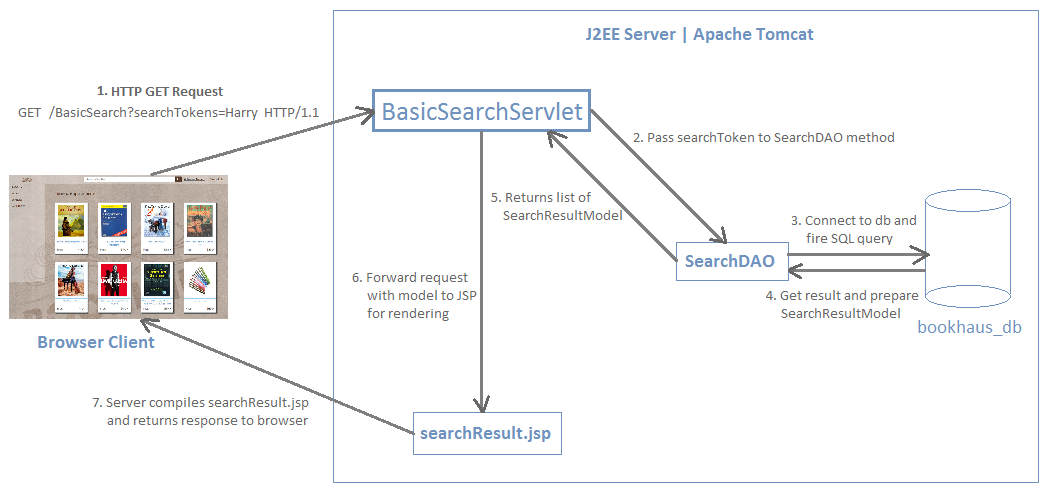 J2EE Server | Apache Tomcat
1. HTTP GET Request
GET /BasicSearch?searchTokens=Harry HTTP/1.1
BasicSearchServlet
2. Pass searchToken to SearchDAO method
5. Returns list of
SearchResultModel
3. Connect to db and
fire SQL query
SearchDAO
6. Forward request
with model to JSP
for rendering
4. Get result and prepare
SearchResultModel
bookhaus_db
Browser Client
7. Server compiles searchResult.jsp
and returns response to browser
searchResult.jsp